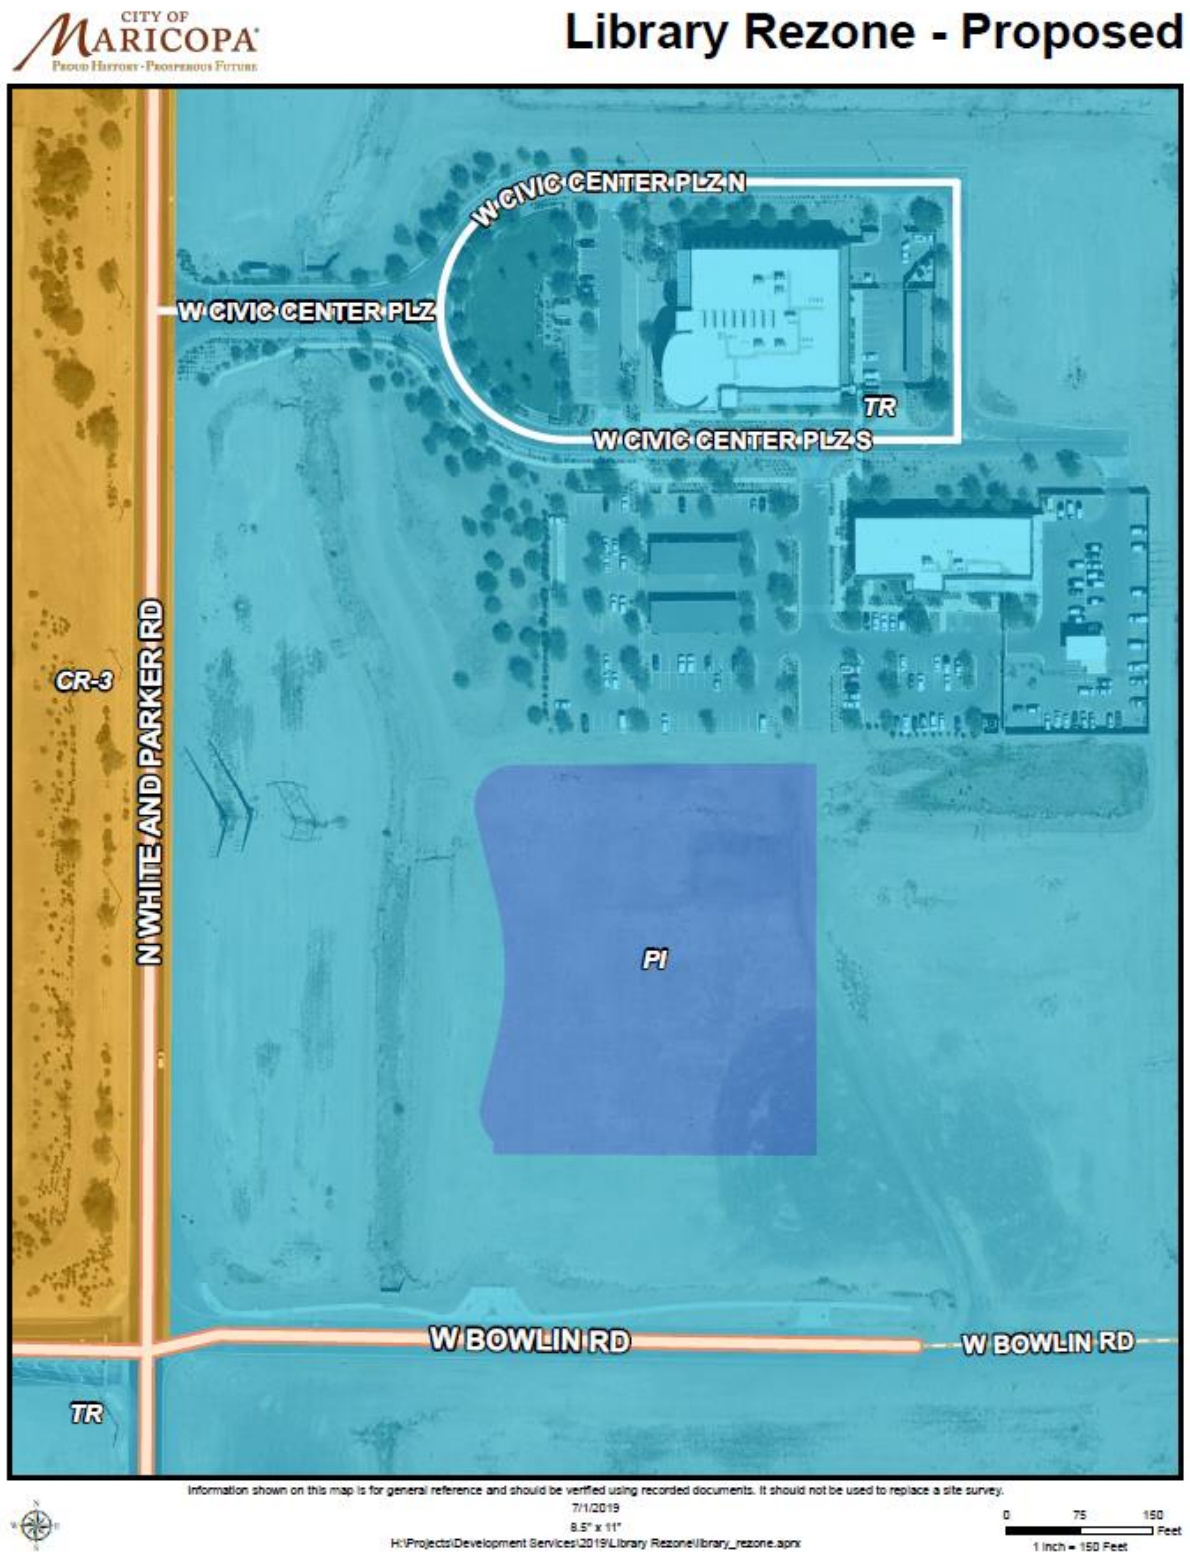 CITY OF
MARICOPA
PROUD HISTORY - PROSPEROUS FUTURE
Library Rezone - Proposed
W CIVIC CENTER PLZ N
W CIVIC CENTER PLZ
TR
W CIVIC CENTER PLZ S
N WHITE AND PARKER RD
CR-3
PI
W BOWLIN RD
W BOWLIN RD
TR
Information shown on this map is for general reference and should be verified using recorded documents. It should not be used to replace a site survey.
7/1/2019
8.5" x 11"
H:\Projects\Development Services\2019\Library Rezone\library_rezone.aprx
N
W E
S
0 75 150
Feet
1 inch = 150 Feet